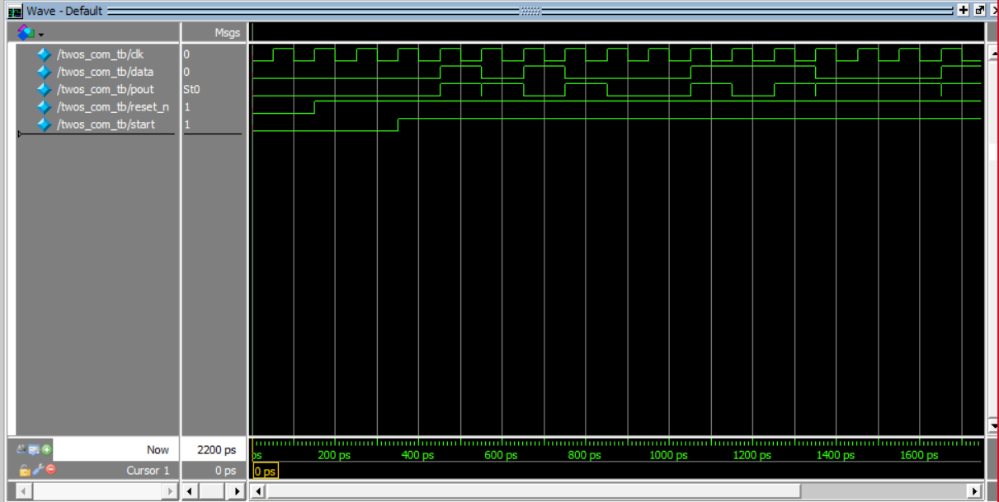 Wave - Default
Msgs
/twos_com_tb/clk 0
/twos_com_tb/data 0
/twos_com_tb/pout St0
/twos_com_tb/reset_n 1
/twos_com_tb/start 1
Now 2200 ps
ps 200 ps 400 ps 600 ps 800 ps 1000 ps 1200 ps 1400 ps 1600 ps
Cursor 1 0 ps 0 ps